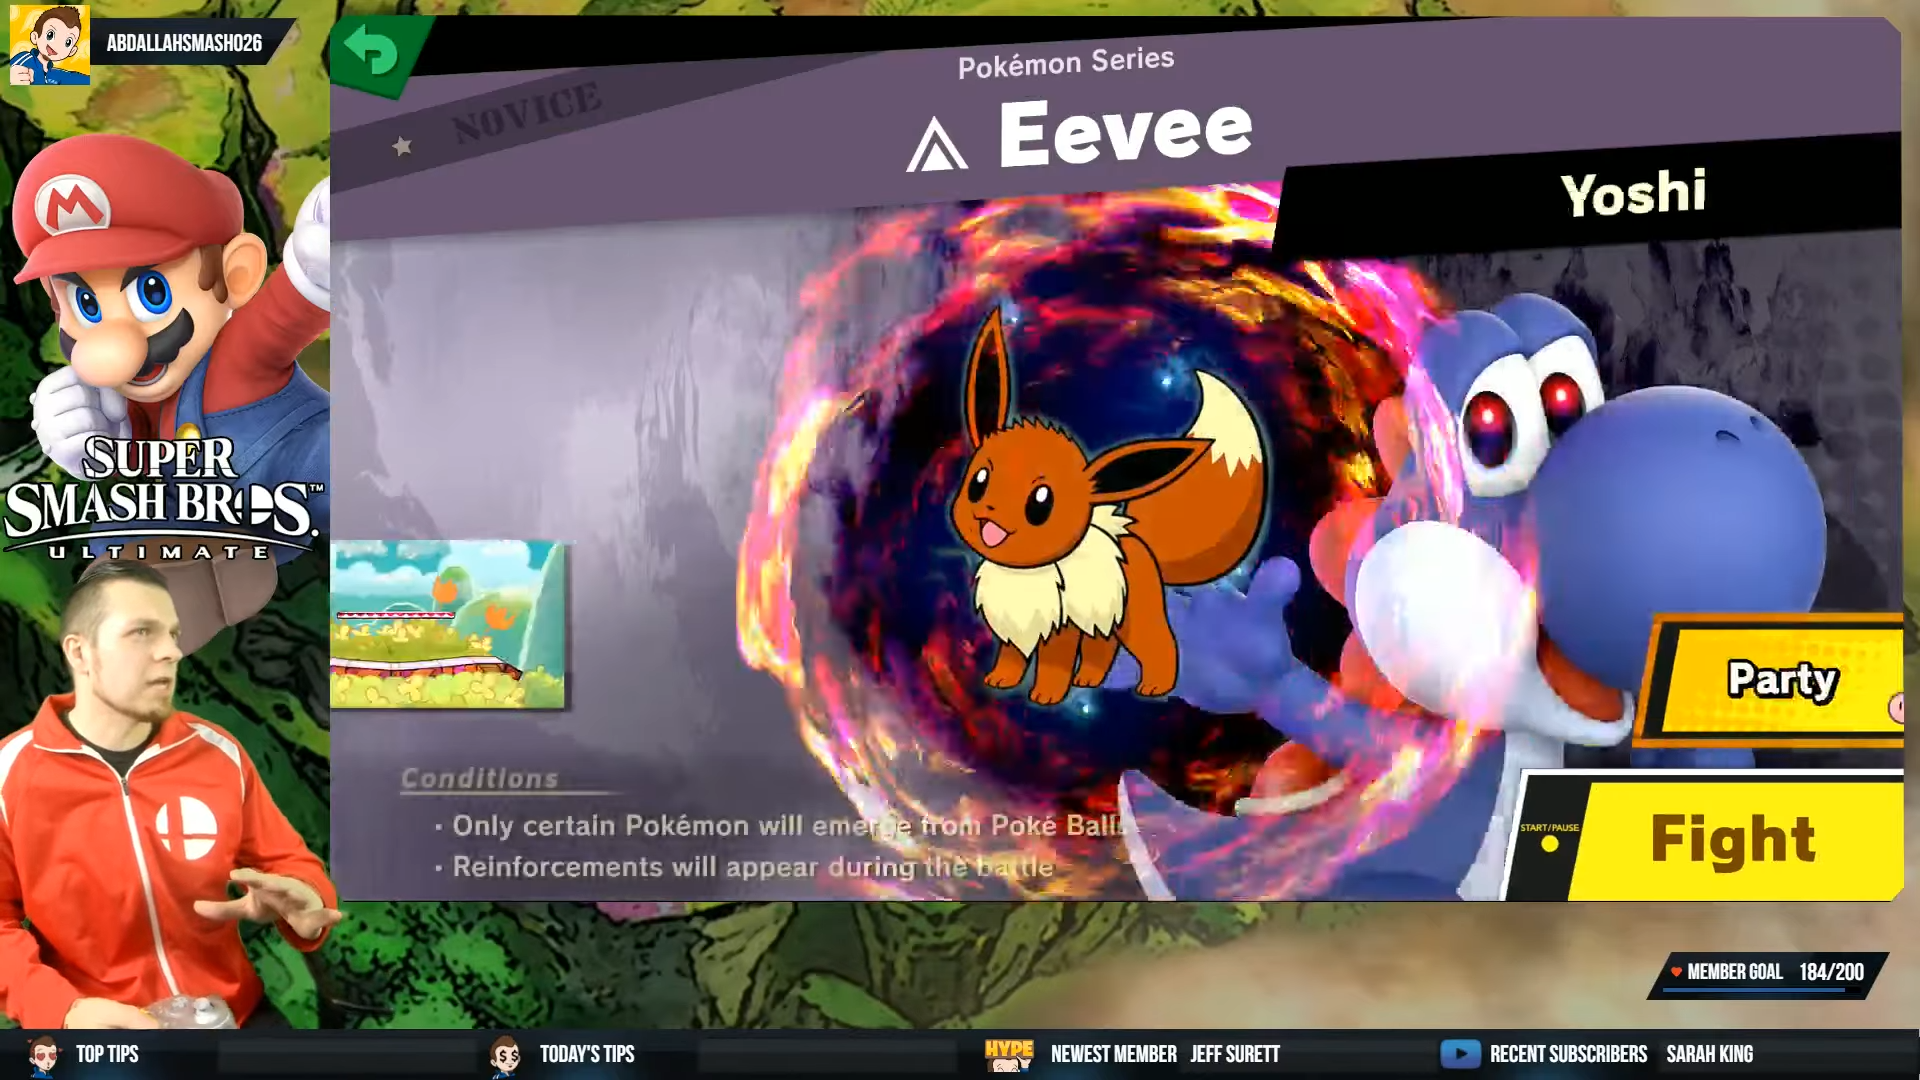 ABDALLAHSMASH026
Pokémon Series
NOVICE
Eevee
Yoshi
M
SUPER
SMASH BROS.™
ULTIMATE
Party
Conditions
· Only certain Pokémon will emerge from Poké Balls
· Reinforcements will appear during the battle
START/PAUSE
Fight
MEMBER GOAL 184/200
TOP TIPS
TODAY'S TIPS
HYPE
NEWEST MEMBER JEFF SURETT
RECENT SUBSCRIBERS SARAH KING